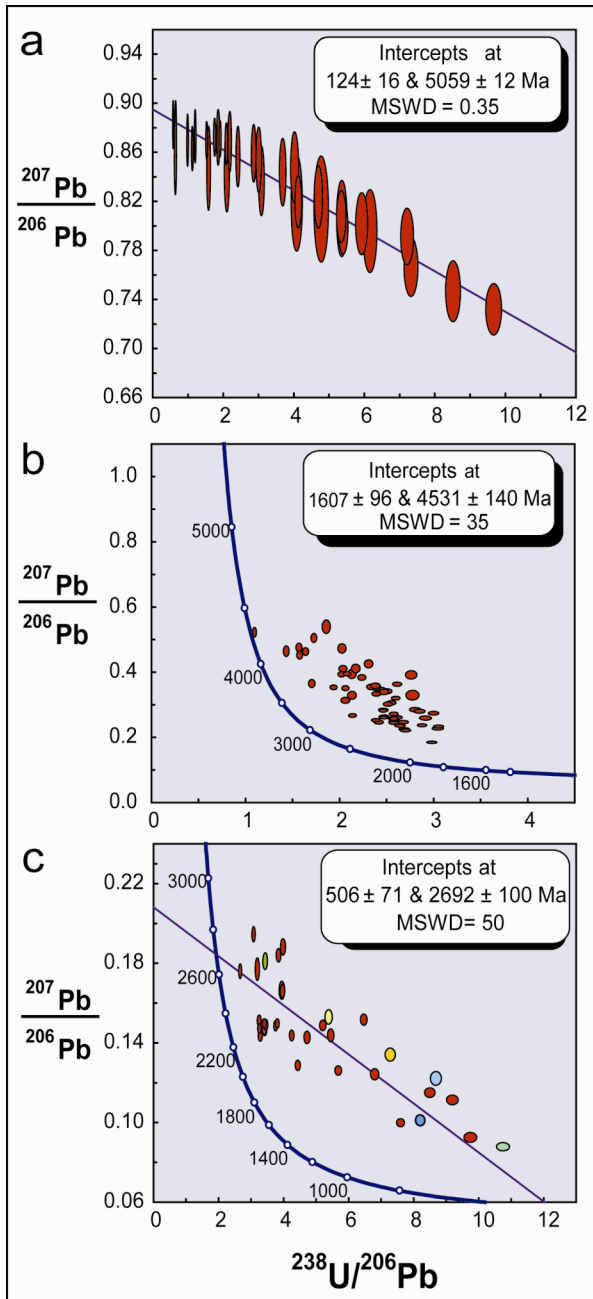 a
Intercepts at
124± 16 & 5059 ± 12 Ma
MSWD = 0.35
0.94
0.90
0.86
0.82
0.78
0.74
0.70
0.66
207Pb
206Pb
0 2 4 6 8 10 12
b
Intercepts at
1607 ± 96 & 4531 ± 140 Ma
MSWD = 35
1.0
0.8
0.6
0.4
0.2
0.0
207Pb
206Pb
5000
4000
3000
2000
1600
0 1 2 3 4
c
Intercepts at
506 ± 71 & 2692 ± 100 Ma
MSWD= 50
0.22
0.18
0.14
0.10
0.06
207Pb
206Pb
3000
2600
2200
1800
1400
1000
0 2 4 6 8 10 12
238U/206Pb